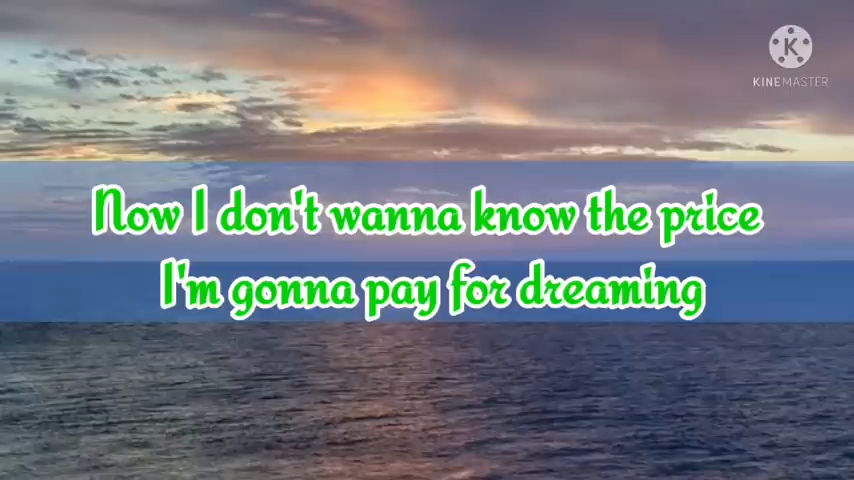 KINEMASTER
Now I don't wanna know the price
I'm gonna pay for dreaming